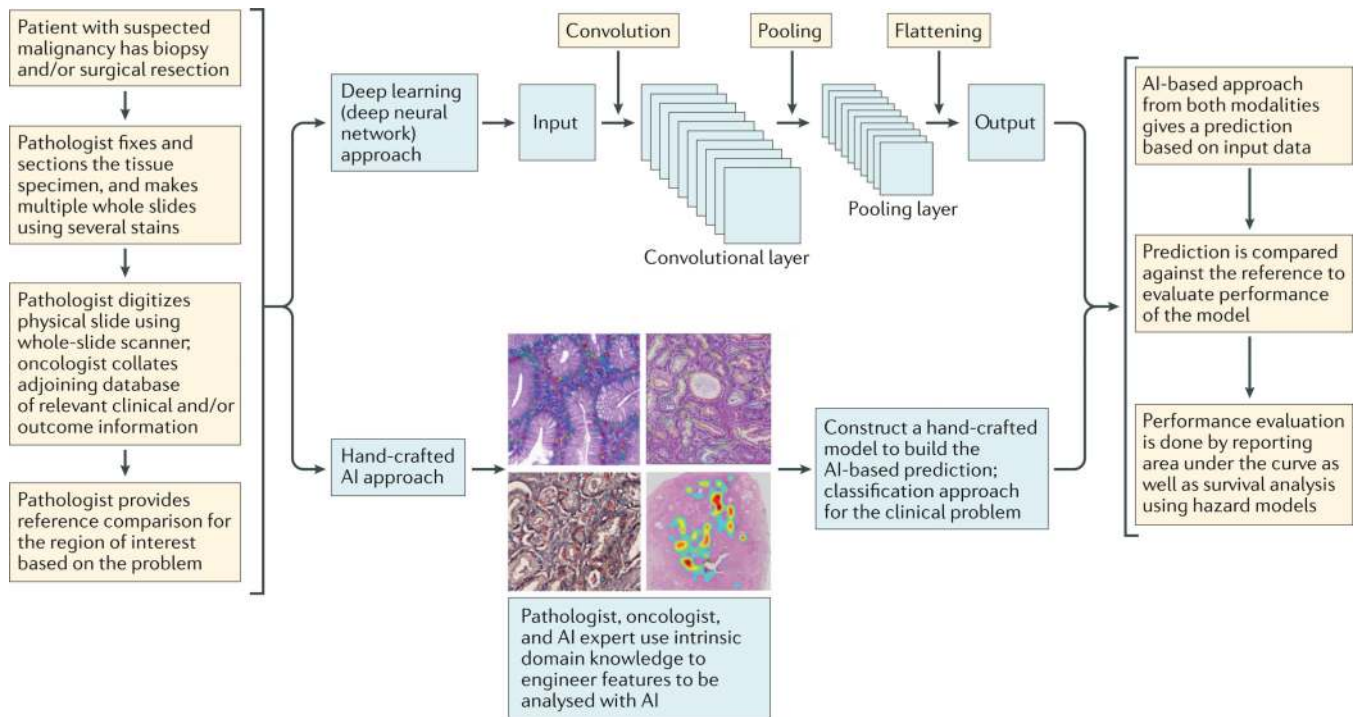 Patient with suspected
malignancy has biopsy
and/or surgical resection
Pathologist fixes and
sections the tissue
specimen, and makes
multiple whole slides
using several stains
Pathologist digitizes
physical slide using
whole-slide scanner;
oncologist collates
adjoining database
of relevant clinical and/or
outcome information
Pathologist provides
reference comparison for
the region of interest
based on the problem
Deep learning
(deep neural
network)
approach
Input
Convolution
Convolutional layer
Pooling
Pooling layer
Flattening
Output
Hand-crafted
AI approach
Pathologist, oncologist,
and AI expert use intrinsic
domain knowledge to
engineer features to be
analysed with AI
Construct a hand-crafted
model to build the
AI-based prediction;
classification approach
for the clinical problem
AI-based approach
from both modalities
gives a prediction
based on input data
Prediction is compared
against the reference to
evaluate performance
of the model
Performance evaluation
is done by reporting
area under the curve as
well as survival analysis
using hazard models